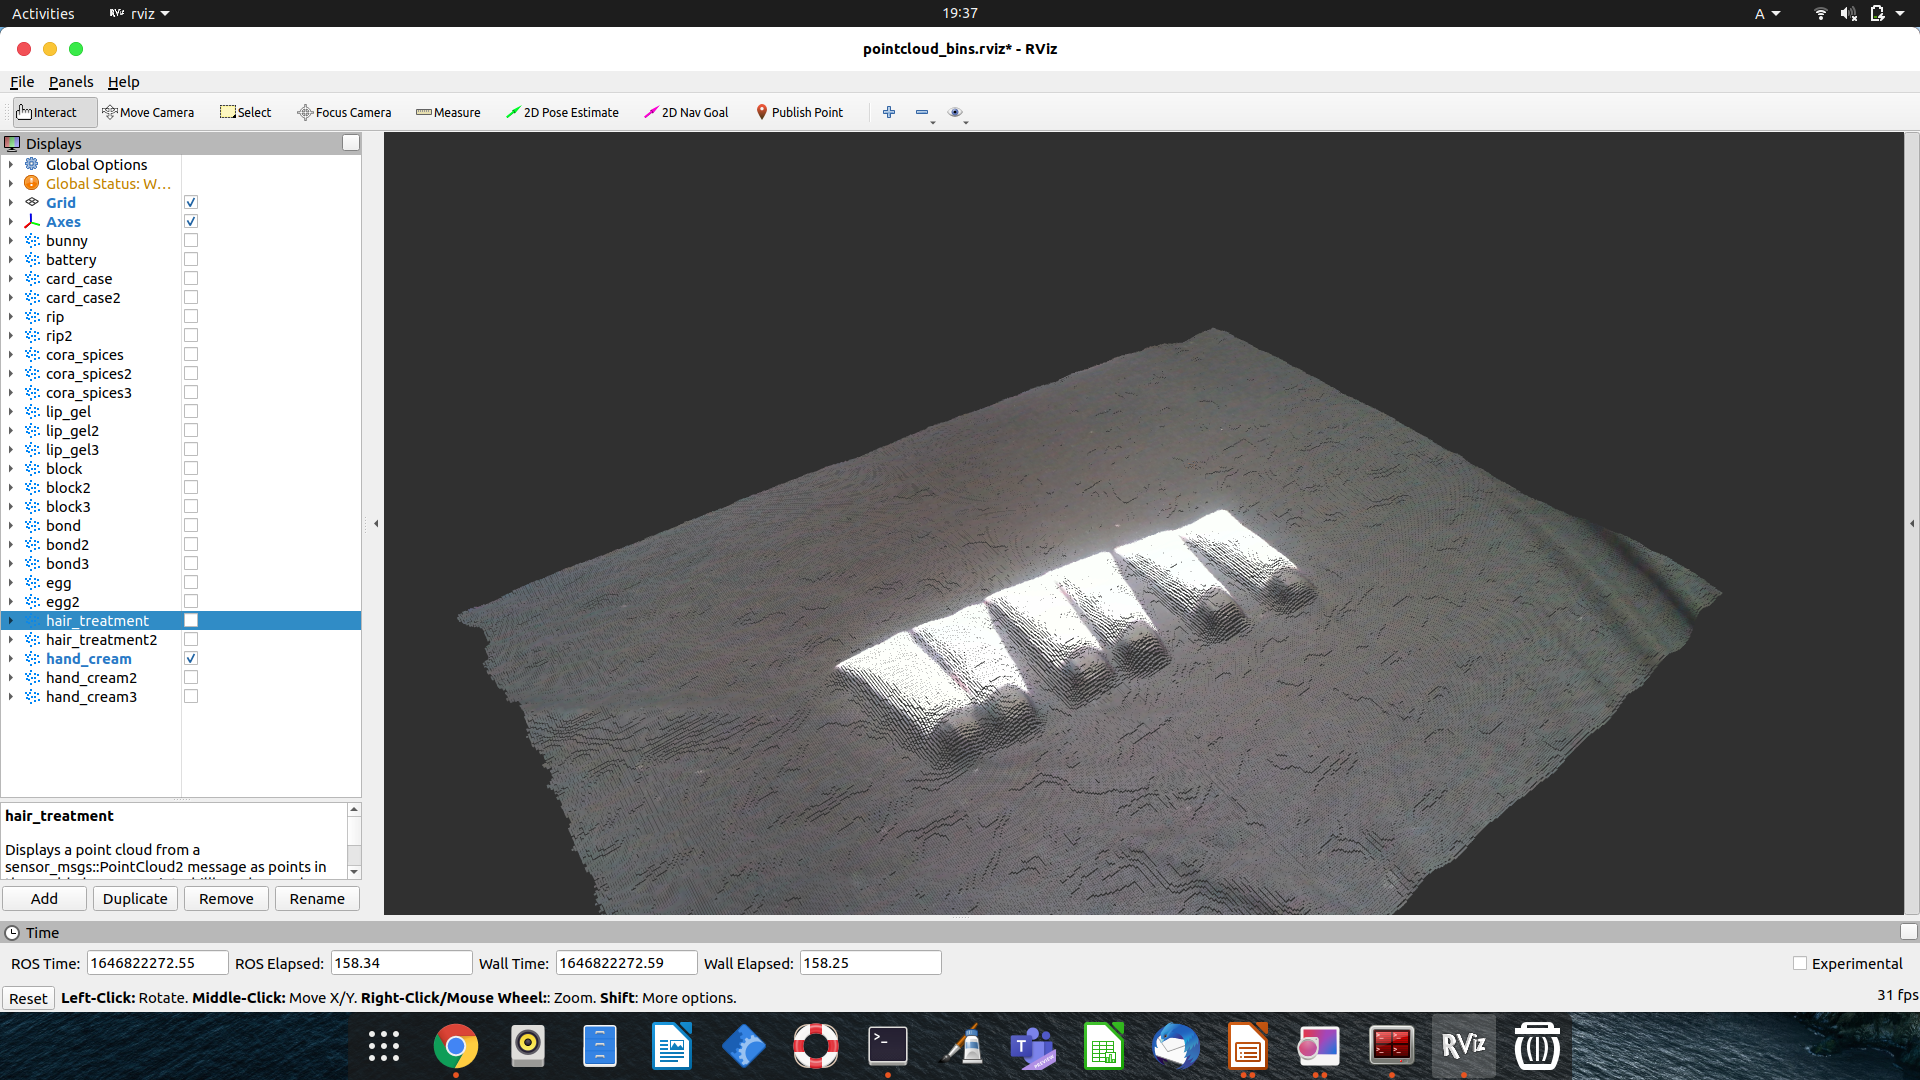 Activities rviz 19:37 A
pointcloud_bins.rviz* - RViz
File Panels Help
Interact Move Camera Select Focus Camera Measure 2D Pose Estimate 2D Nav Goal Publish Point
Displays
Global Options
Global Status: W...
Grid
Axes
bunny
battery
card_case
card_case2
rip
rip2
cora_spices
cora_spices2
cora_spices3
lip_gel
lip_gel2
lip_gel3
block
block2
block3
bond
bond2
bond3
egg
egg2
hair_treatment
hair_treatment2
hand_cream
hand_cream2
hand_cream3
hair_treatment
Displays a point cloud from a
sensor_msgs::PointCloud2 message as points in
Add Duplicate Remove Rename
Time
ROS Time: 1646822272.55 ROS Elapsed: 158.34 Wall Time: 1646822272.59 Wall Elapsed: 158.25 Experimental
Reset Left-Click: Rotate. Middle-Click: Move X/Y. Right-Click/Mouse Wheel:: Zoom. Shift: More options. 31 fps
RViz